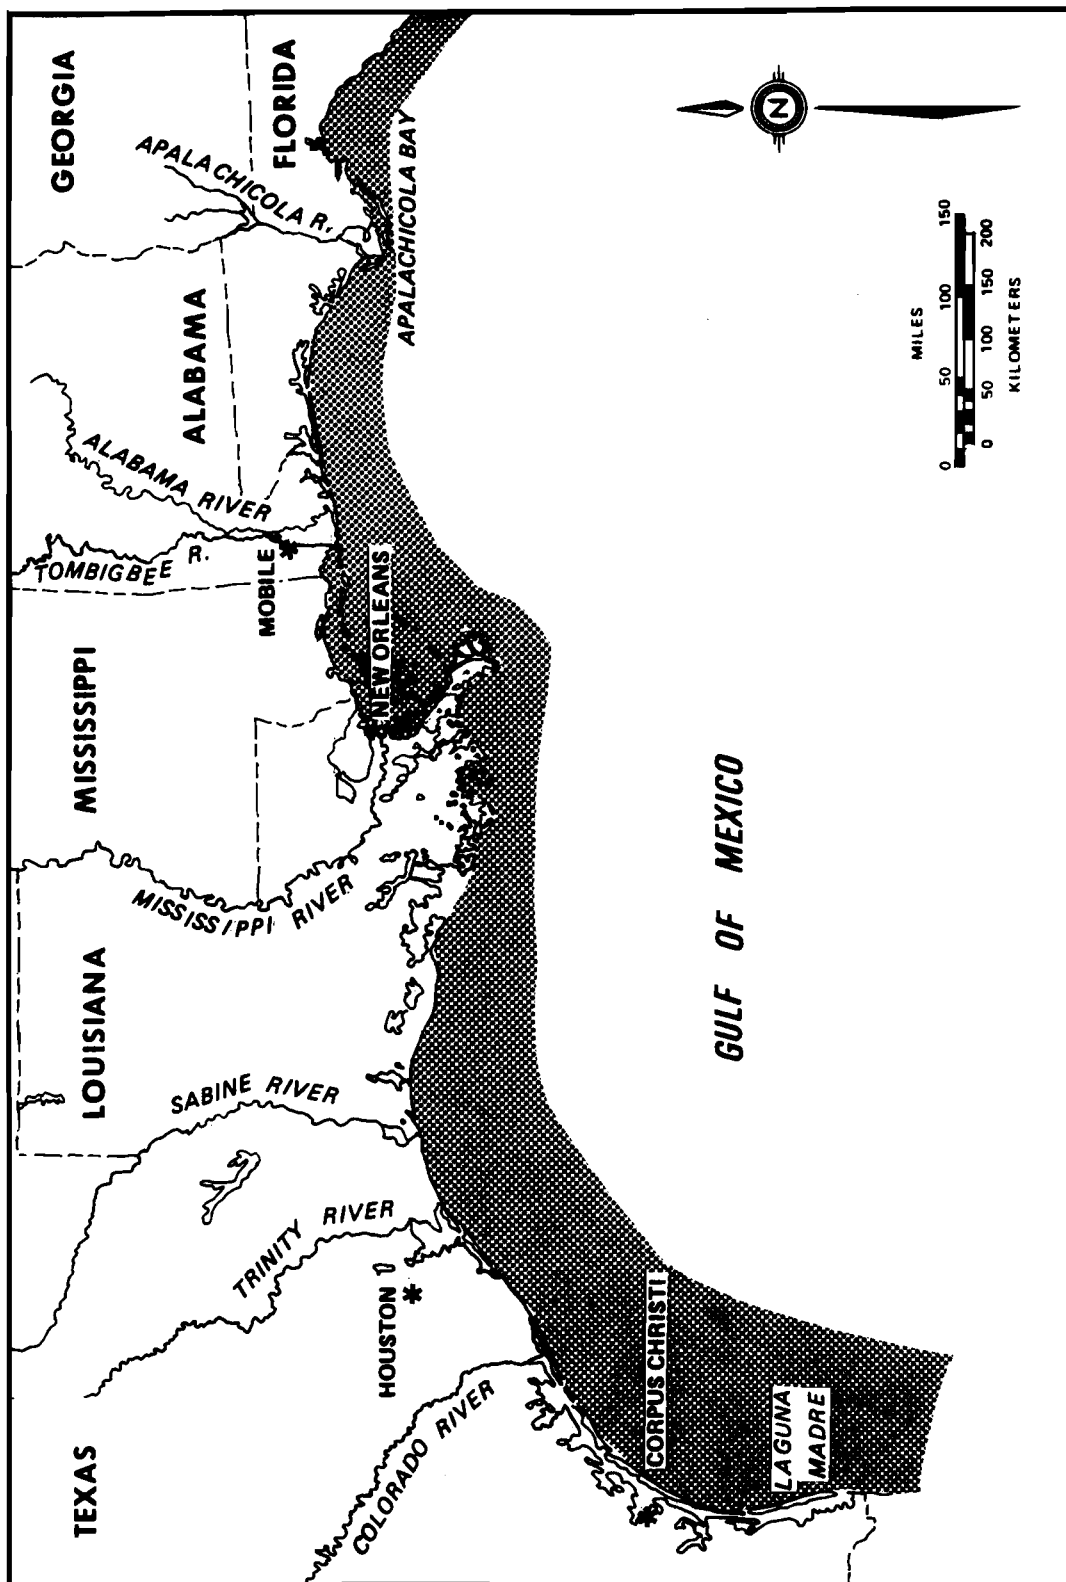 TEXAS
LOUISIANA
MISSISSIPPI
ALABAMA
GEORGIA
FLORIDA
COLORADO RIVER
TRINITY RIVER
SABINE RIVER
MISSISSIPPI RIVER
TOMBIGBEE R.
ALABAMA RIVER
APALACHICOLA R.
HOUSTON
MOBILE
NEW ORLEANS
APALACHICOLA BAY
CORPUS CHRISTI
LAGUNA
MADRE
GULF OF MEXICO
N
MILES
0 50 100 150
0 50 100 150 200
KILOMETERS